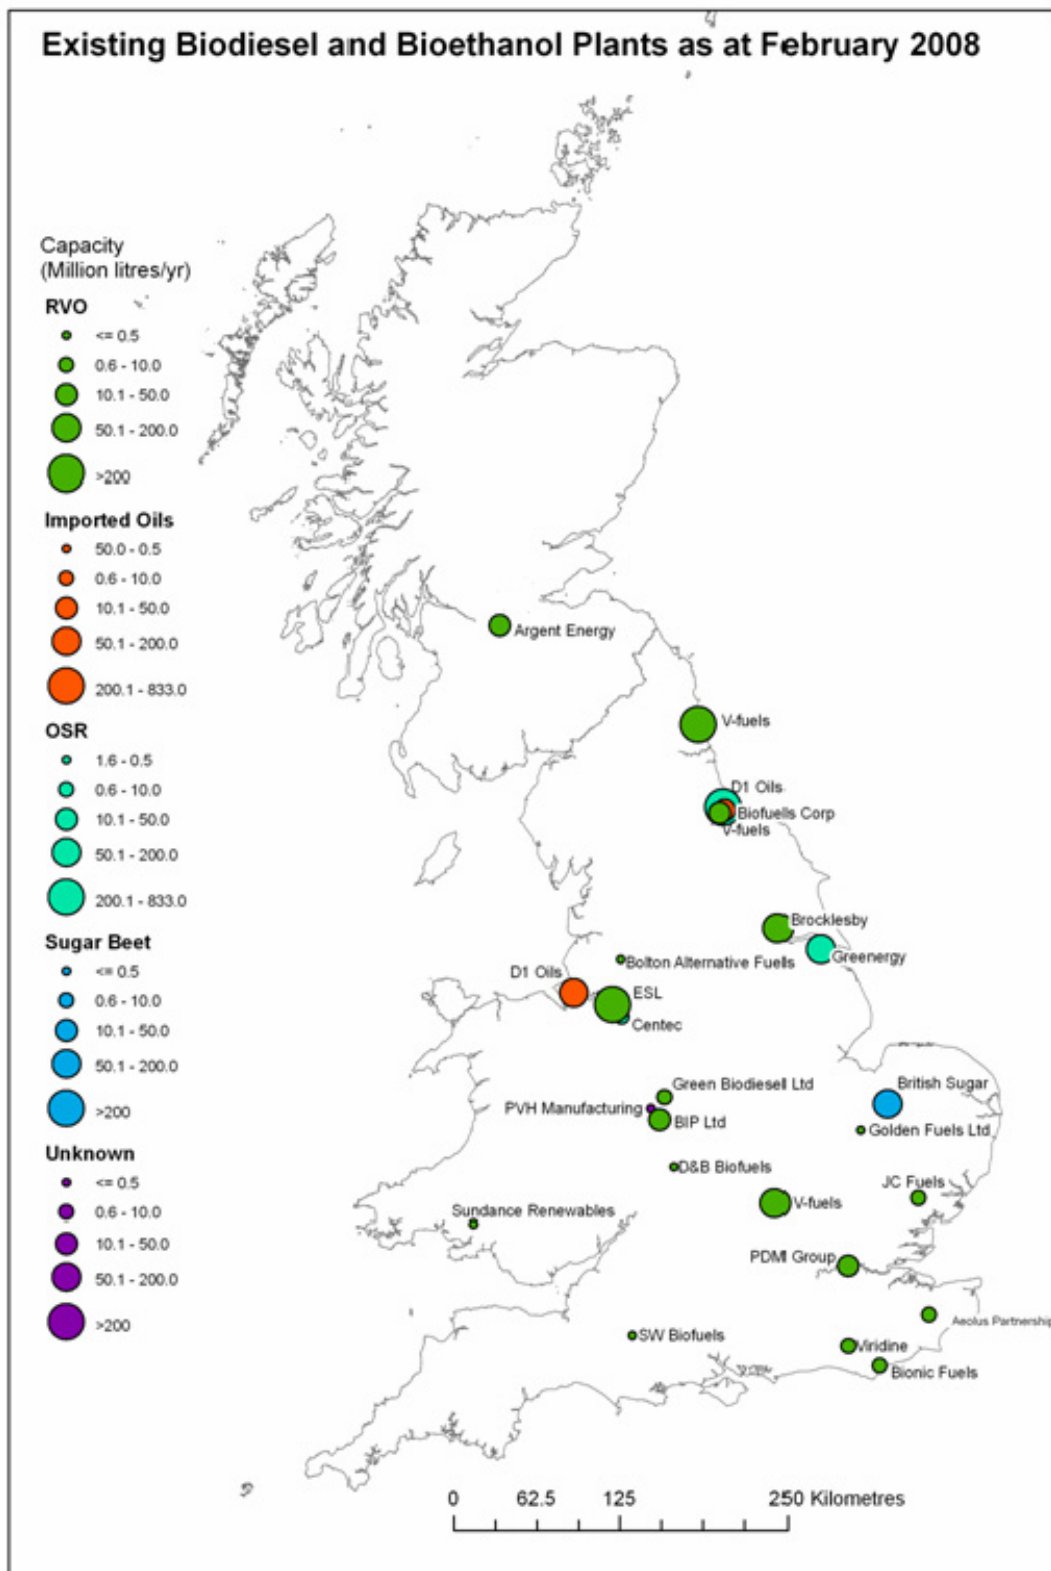 Existing Biodiesel and Bioethanol Plants as at February 2008
Capacity
(Million litres/yr)
RVO
<= 0.5
0.6 - 10.0
10.1 - 50.0
50.1 - 200.0
>200
Imported Oils
50.0 - 0.5
0.6 - 10.0
10.1 - 50.0
50.1 - 200.0
200.1 - 833.0
OSR
1.6 - 0.5
0.6 - 10.0
10.1 - 50.0
50.1 - 200.0
200.1 - 833.0
Sugar Beet
<= 0.5
0.6 - 10.0
10.1 - 50.0
50.1 - 200.0
>200
Unknown
<= 0.5
0.6 - 10.0
10.1 - 50.0
50.1 - 200.0
>200
Argent Energy
V-fuels
D1 Oils
Biofuells Corp
V-fuels
Brocklesby
Greenergy
Bolton Alternative Fuells
D1 Oils
ESL
Centec
Green Biodiesell Ltd
British Sugar
PVH Manufacturing
BIP Ltd
Golden Fuels Ltd
D&B Biofuels
JC Fuels
V-fuels
Sundance Renewables
PDMI Group
Aeolus Partnership
SW Biofuels
Viridine
Bionic Fuels
0 62.5 125 250 Kilometres